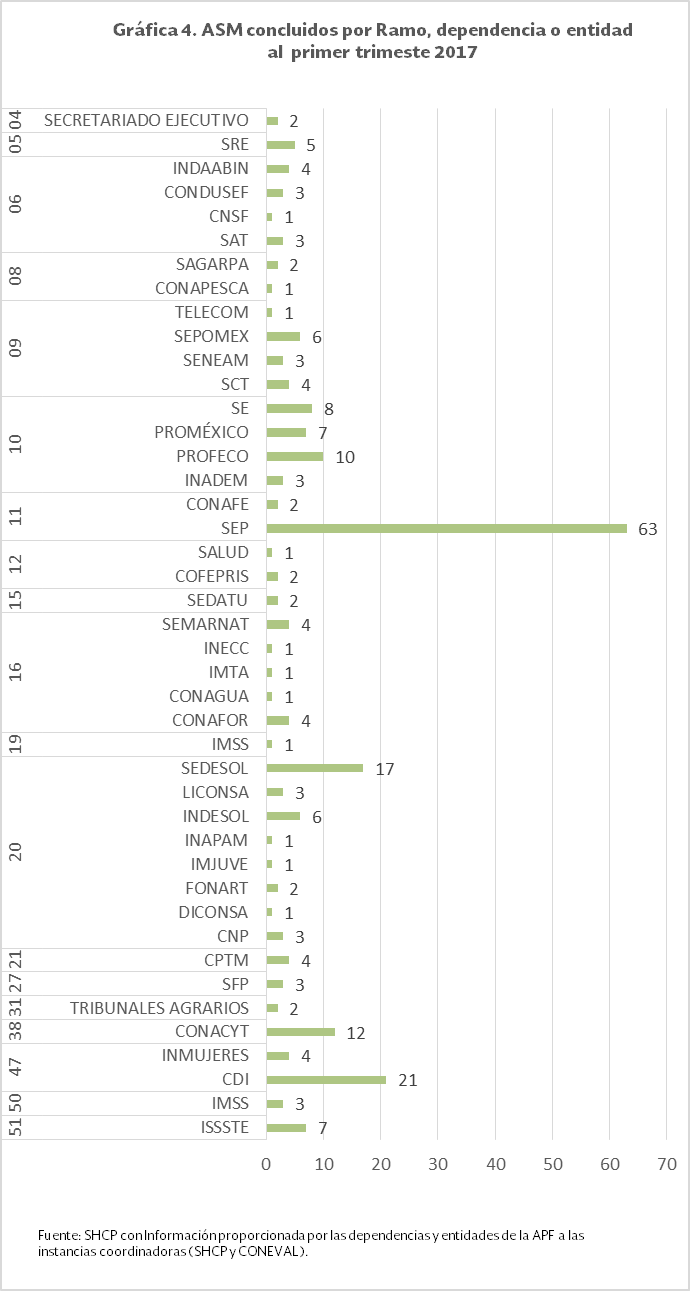 Gráfica 4. ASM concluidos por Ramo, dependencia o entidad
al primer trimeste 2017
04 SECRETARIADO EJECUTIVO 2
05 SRE 5
06 INDAABIN 4
CONDUSEF 3
CNSF 1
SAT 3
08 SAGARPA 2
CONAPESCA 1
09 TELECOM 1
SEPOMEX 6
SENEAM 3
SCT 4
10 SE 8
PROMÉXICO 7
PROFECO 10
INADEM 3
11 CONAFE 2
SEP 63
12 SALUD 1
COFEPRIS 2
15 SEDATU 2
16 SEMARNAT 4
INECC 1
IMTA 1
CONAGUA 1
CONAFOR 4
19 IMSS 1
20 SEDESOL 17
LICONSA 3
INDESOL 6
INAPAM 1
IMJUVE 1
FONART 2
DICONSA 1
CNP 3
21 CPTM 4
27 SFP 3
31 TRIBUNALES AGRARIOS 2
38 CONACYT 12
47 INMUJERES 4
CDI 21
50 IMSS 3
51 ISSSTE 7
0 10 20 30 40 50 60 70
Fuente: SHCP con Información proporcionada por las dependencias y entidades de la APF a las
instancias coordinadoras (SHCP y CONEVAL).